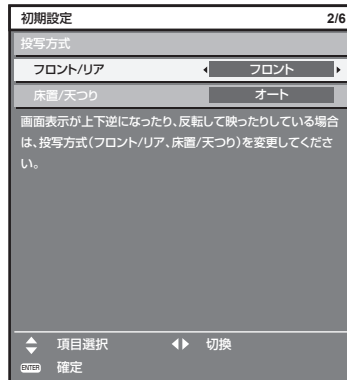 初期設定 2/6
投写方式
フロント/リア フロント
床置/天つり オート
画面表示が上下逆になったり、反転して映ったりしている場合
は、投写方式(フロント/リア、床置/天つり)を変更してくださ
い。
項目選択 切換
ENTER 確定